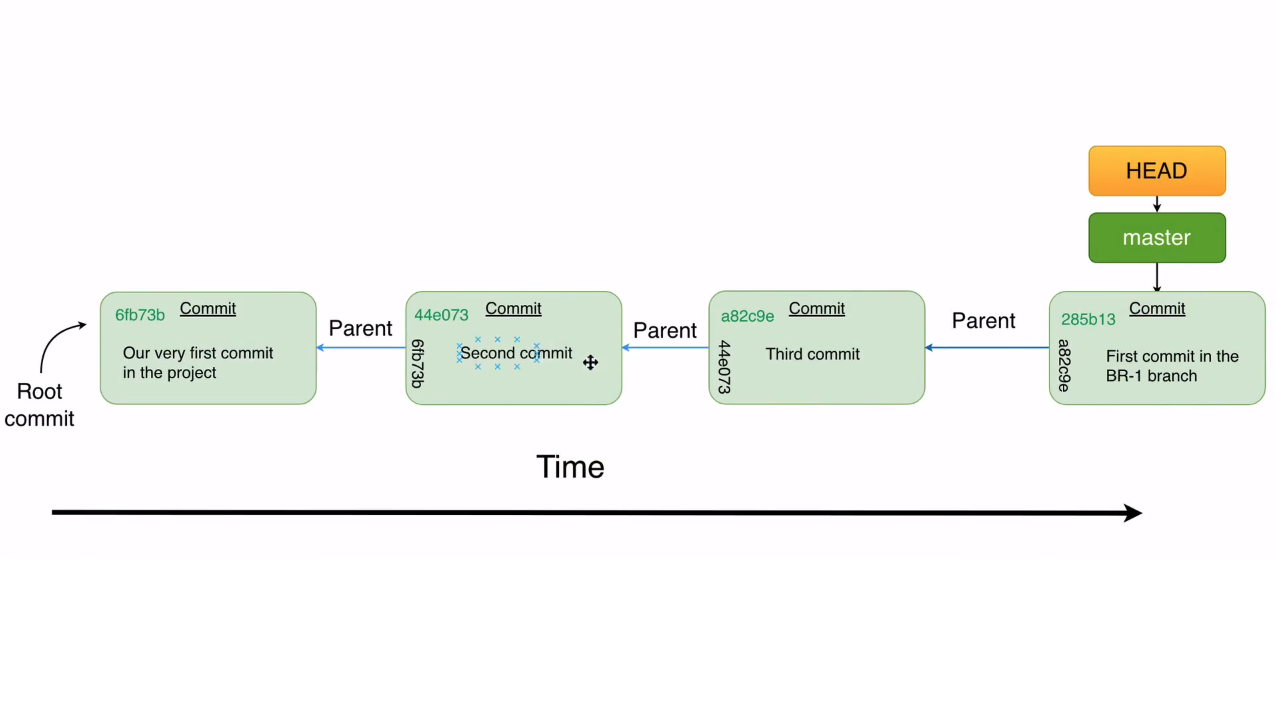 HEAD
master
6fb73b
Commit
Our very first commit
in the project
Parent
44e073
Commit
6fb73b
Second commit
Parent
a82c9e
Commit
44e073
Third commit
Parent
285b13
Commit
a82c9e
First commit in the
BR-1 branch
Root
commit
Time